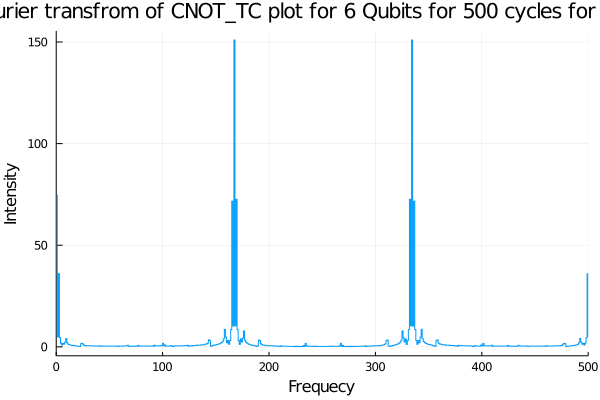 urier transfrom of CNOT_TC plot for 6 Qubits for 500 cycles for
150
100
50
0
Intensity
0 100 200 300 400 500
Frequecy